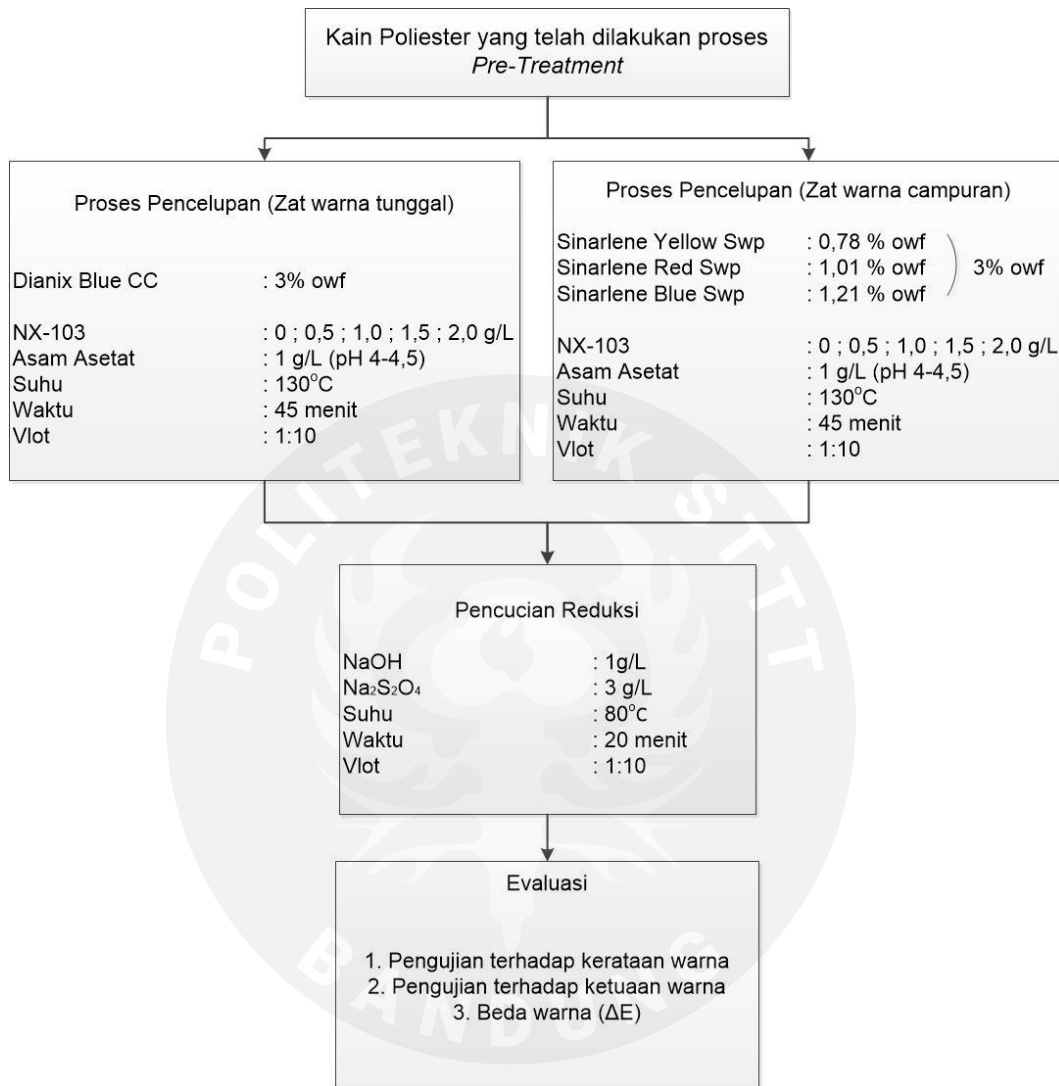 Kain Poliester yang telah dilakukan proses
Pre-Treatment
Proses Pencelupan (Zat warna tunggal)
Dianix Blue CC : 3% owf
NX-103 : 0 ; 0,5 ; 1,0 ; 1,5 ; 2,0 g/L
Asam Asetat : 1 g/L (pH 4-4,5)
Suhu : 130°C
Waktu : 45 menit
Vlot : 1:10
Proses Pencelupan (Zat warna campuran)
Sinarlene Yellow Swp : 0,78 % owf
Sinarlene Red Swp : 1,01 % owf ) 3% owf
Sinarlene Blue Swp : 1,21 % owf
NX-103 : 0 ; 0,5 ; 1,0 ; 1,5 ; 2,0 g/L
Asam Asetat : 1 g/L (pH 4-4,5)
Suhu : 130°C
Waktu : 45 menit
Vlot : 1:10
Pencucian Reduksi
NaOH : 1g/L
Na₂S₂O₄ : 3 g/L
Suhu : 80°C
Waktu : 20 menit
Vlot : 1:10
Evaluasi
1. Pengujian terhadap kerataan warna
2. Pengujian terhadap ketuaan warna
3. Beda warna (ΔE)
POLITEKNIK STTT
BANDUNG